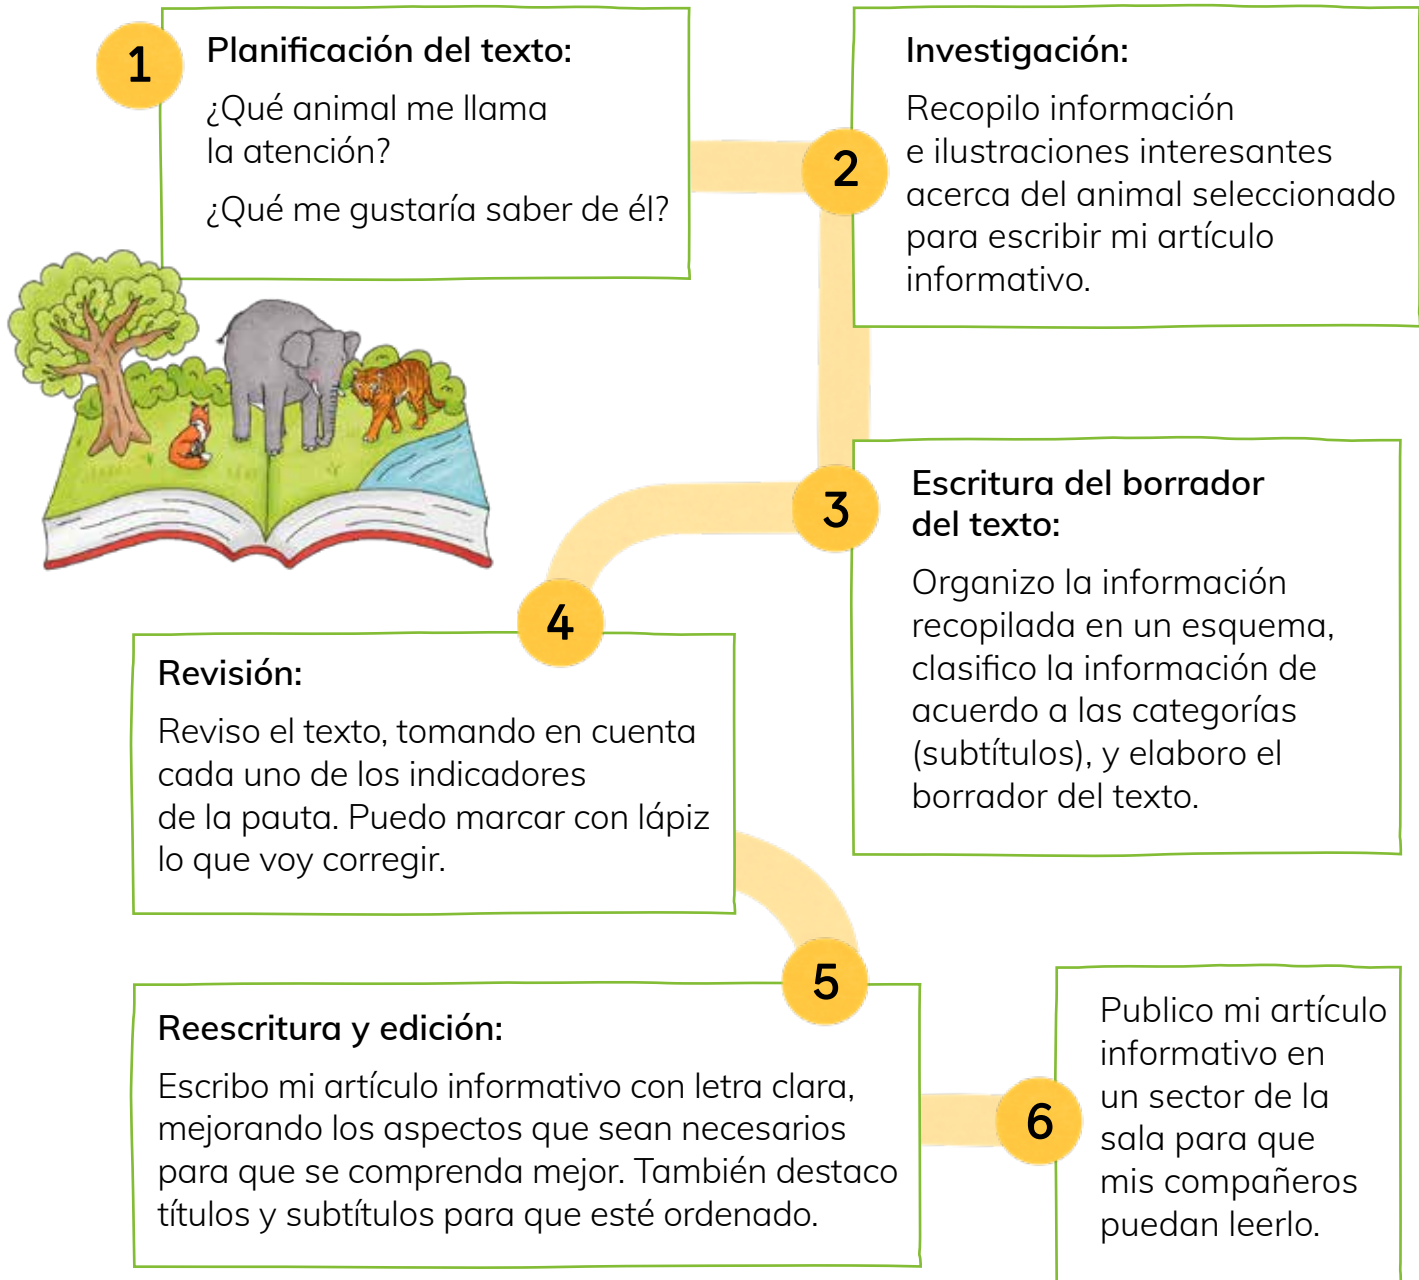 1
Planificación del texto:
¿Qué animal me llama
la atención?
¿Qué me gustaría saber de él?
2
Investigación:
Recopilo información
e ilustraciones interesantes
acerca del animal seleccionado
para escribir mi artículo
informativo.
3
Escritura del borrador
del texto:
Organizo la información
recopilada en un esquema,
clasifico la información de
acuerdo a las categorías
(subtítulos), y elaboro el
borrador del texto.
4
Revisión:
Reviso el texto, tomando en cuenta
cada uno de los indicadores
de la pauta. Puedo marcar con lápiz
lo que voy corregir.
5
Reescritura y edición:
Escribo mi artículo informativo con letra clara,
mejorando los aspectos que sean necesarios
para que se comprenda mejor. También destaco
títulos y subtítulos para que esté ordenado.
6
Publico mi artículo
informativo en
un sector de la
sala para que
mis compañeros
puedan leerlo.